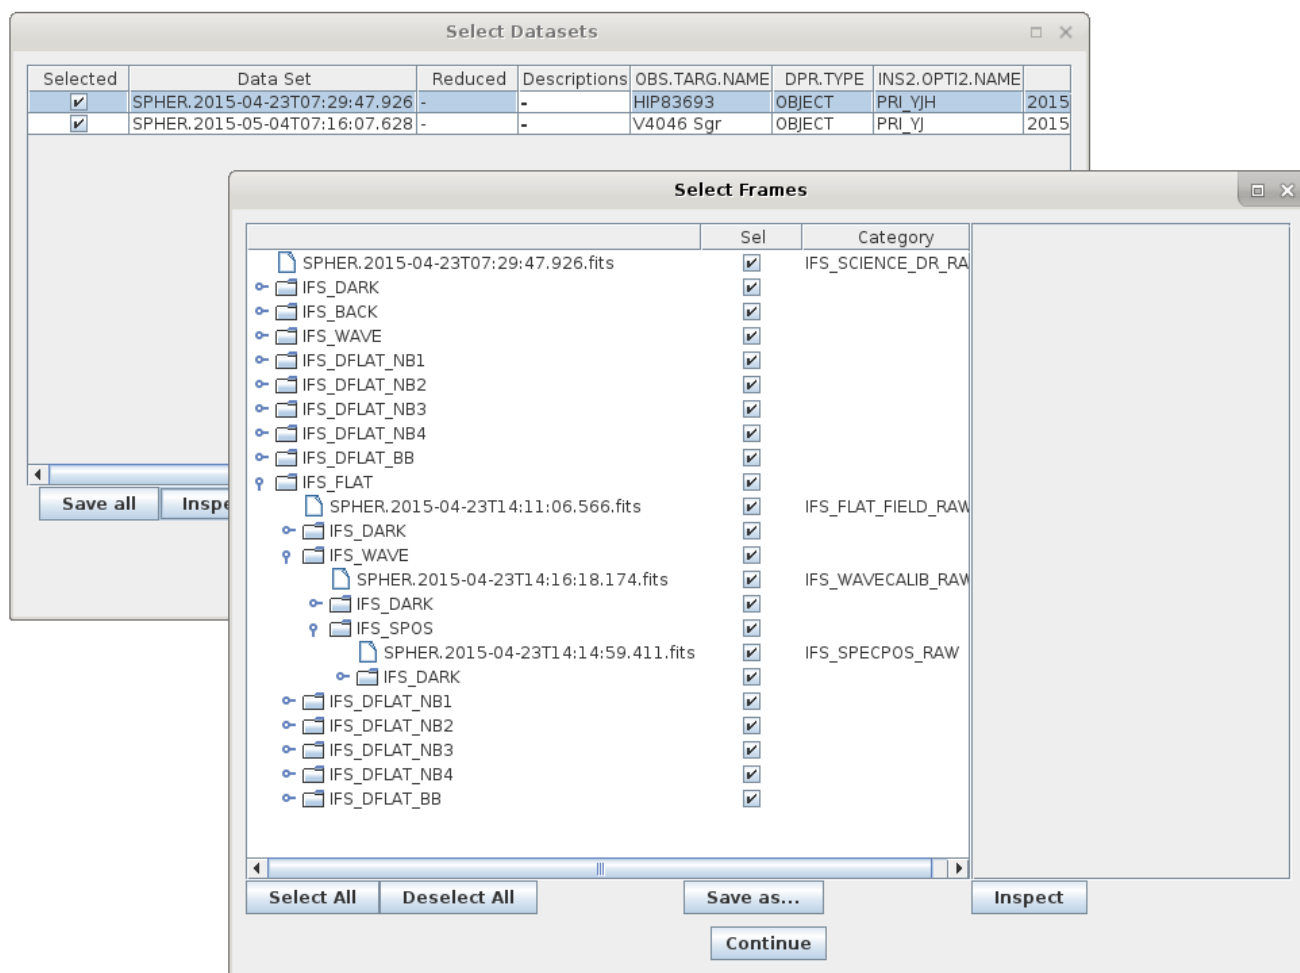 Select Datasets
Selected Data Set Reduced Descriptions OBS.TARG.NAME DPR.TYPE INS2.OPTI2.NAME
SPHER.2015-04-23T07:29:47.926 - - HIP83693 OBJECT PRI_YJH 2015
SPHER.2015-05-04T07:16:07.628 - - V4046 Sgr OBJECT PRI_YJ 2015
Save all Inspe
Select Frames
Sel Category
SPHER.2015-04-23T07:29:47.926.fits IFS_SCIENCE_DR_RA
IFS_DARK
IFS_BACK
IFS_WAVE
IFS_DFLAT_NB1
IFS_DFLAT_NB2
IFS_DFLAT_NB3
IFS_DFLAT_NB4
IFS_DFLAT_BB
IFS_FLAT
SPHER.2015-04-23T14:11:06.566.fits IFS_FLAT_FIELD_RAW
IFS_DARK
IFS_WAVE
SPHER.2015-04-23T14:16:18.174.fits IFS_WAVECALIB_RAW
IFS_DARK
IFS_SPOS
SPHER.2015-04-23T14:14:59.411.fits IFS_SPECPOS_RAW
IFS_DARK
IFS_DFLAT_NB1
IFS_DFLAT_NB2
IFS_DFLAT_NB3
IFS_DFLAT_NB4
IFS_DFLAT_BB
Select All Deselect All Save as... Inspect
Continue